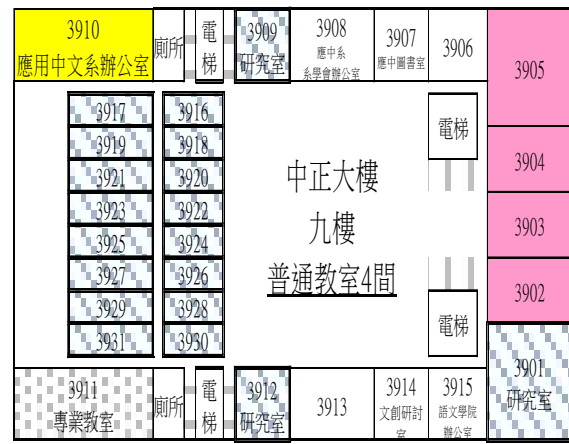 3910
應用中文系辦公室
廁所
電
梯
3909
研究室
3908
應中系
系學會辦公室
3907
應中圖書室
3906
3905
3917
3919
3921
3923
3925
3927
3929
3931
3916
3918
3920
3922
3924
3926
3928
3930
中正大樓
九樓
普通教室4間
電梯
電梯
3904
3903
3902
3901
研究室
3911
專業教室
廁所
電
梯
3912
研究室
3913
3914
文創研討
室
3915
語文學院
辦公室